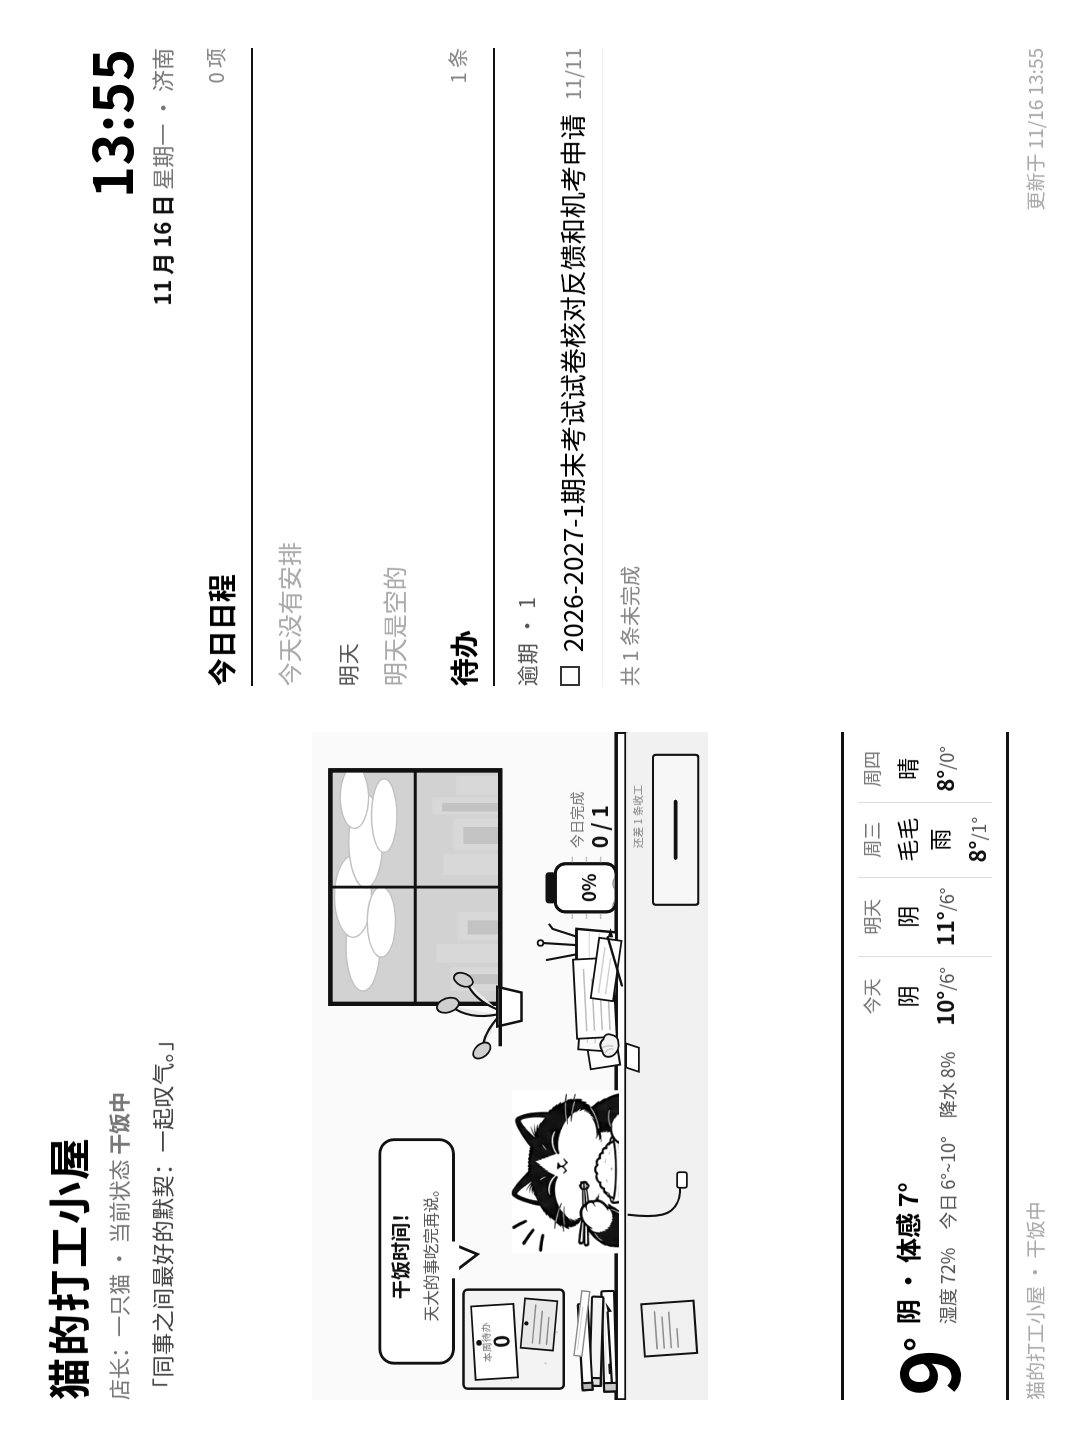 猫的打工小屋
店长：一只猫 · 当前状态 干饭中
「同事之间最好的默契：一起叹气。」
13:55
11 月 16 日 星期一 · 济南
干饭时间！
天大的事吃完再说。
本周待办
0
0%
今日完成
0 / 1
还差 1 条收工
9° 阴 · 体感 7°
湿度 72% 今日 6°~10° 降水 8%
今天
阴
10°/6°
明天
阴
11°/6°
周三
毛毛
雨
8°/1°
周四
晴
8°/0°
今日日程 0 项
今天没有安排
明天
明天是空的
待办 1 条
逾期 · 1
2026-2027-1期末考试试卷核对反馈和机考申请 11/11
共 1 条未完成
猫的打工小屋 · 干饭中
更新于 11/16 13:55